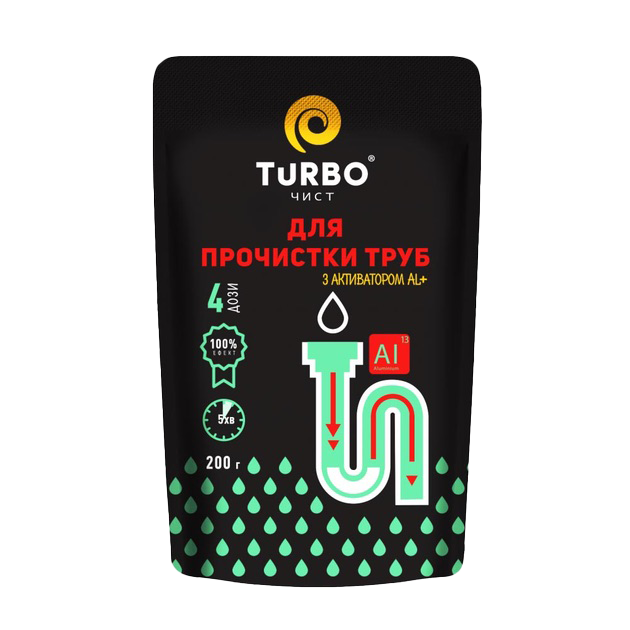 TURBO®
ЧИСТ
ДЛЯ
ПРОЧИСТКИ ТРУБ
З АКТИВАТОРОМ AL+
4 ДОЗИ
13
Al
Aluminium
100%
ЕФЕКТ
5ХВ
200 г